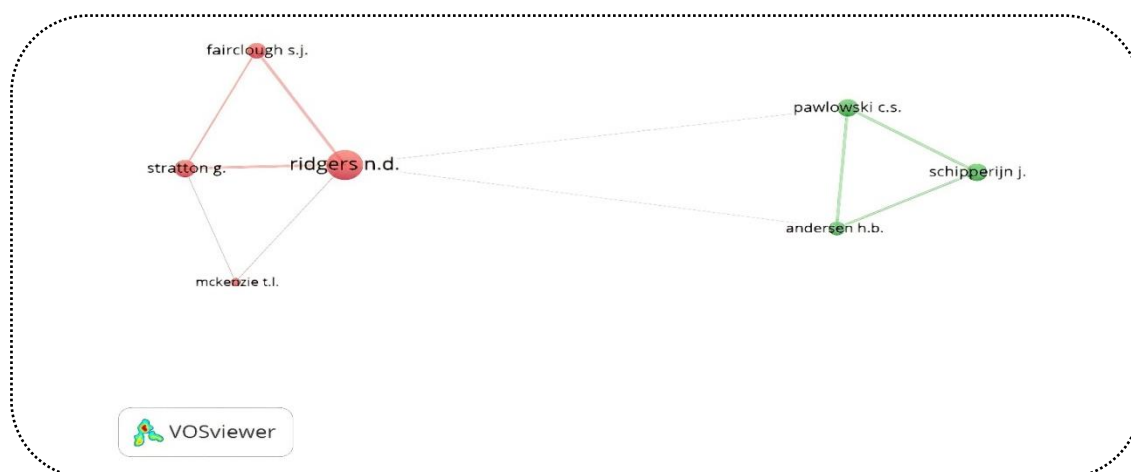 fairclough s.j.
pawlowski c.s.
stratton g.
ridgers n.d.
schipperijn j.
andersen h.b.
mckenzie t.l.
VOSviewer